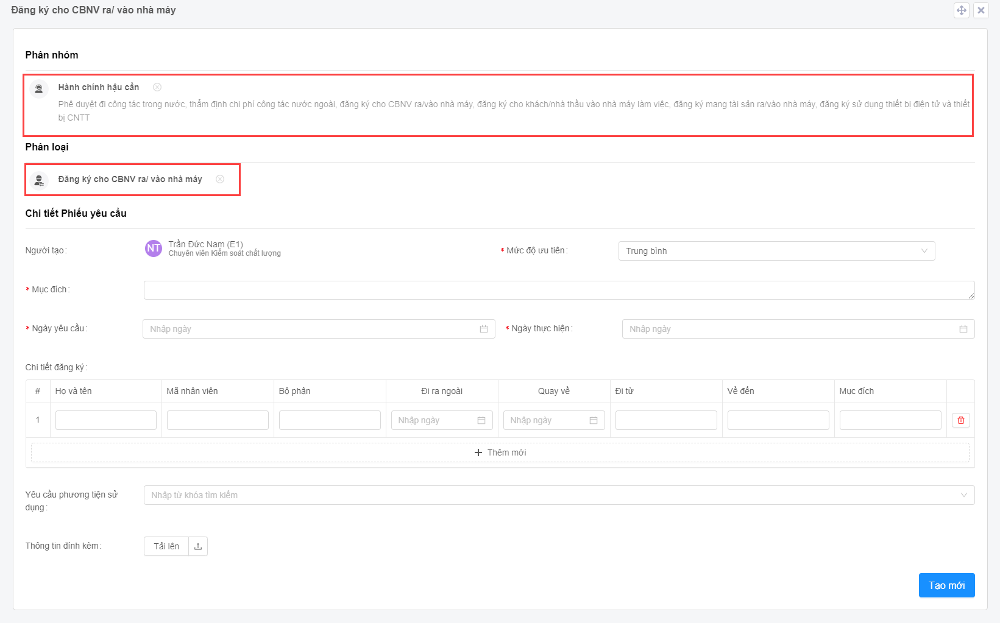 Đăng ký cho CBNV ra/ vào nhà máy
Phân nhóm
Hành chính hậu cần
Phê duyệt đi công tác trong nước, thẩm định chi phí công tác nước ngoài, đăng ký cho CBNV ra/vào nhà máy, đăng ký cho khách/nhà thầu vào nhà máy làm việc, đăng ký mang tài sản ra/vào nhà máy, đăng ký sử dụng thiết bị điện tử và thiết
bị CNTT
Phân loại
Đăng ký cho CBNV ra/ vào nhà máy
Chi tiết Phiếu yêu cầu
Người tạo:
NT
Trần Đức Nam (E1)
Chuyên viên Kiểm soát chất lượng
* Mức độ ưu tiên:
Trung bình
* Mục đích:
* Ngày yêu cầu:
Nhập ngày
* Ngày thực hiện:
Nhập ngày
Chi tiết đăng ký:
# Họ và tên Mã nhân viên Bộ phận Đi ra ngoài Quay về Đi từ Về đến Mục đích
1 Nhập ngày Nhập ngày
+ Thêm mới
Yêu cầu phương tiện sử
dụng:
Nhập từ khóa tìm kiếm
Thông tin đính kèm:
Tải lên
Tạo mới